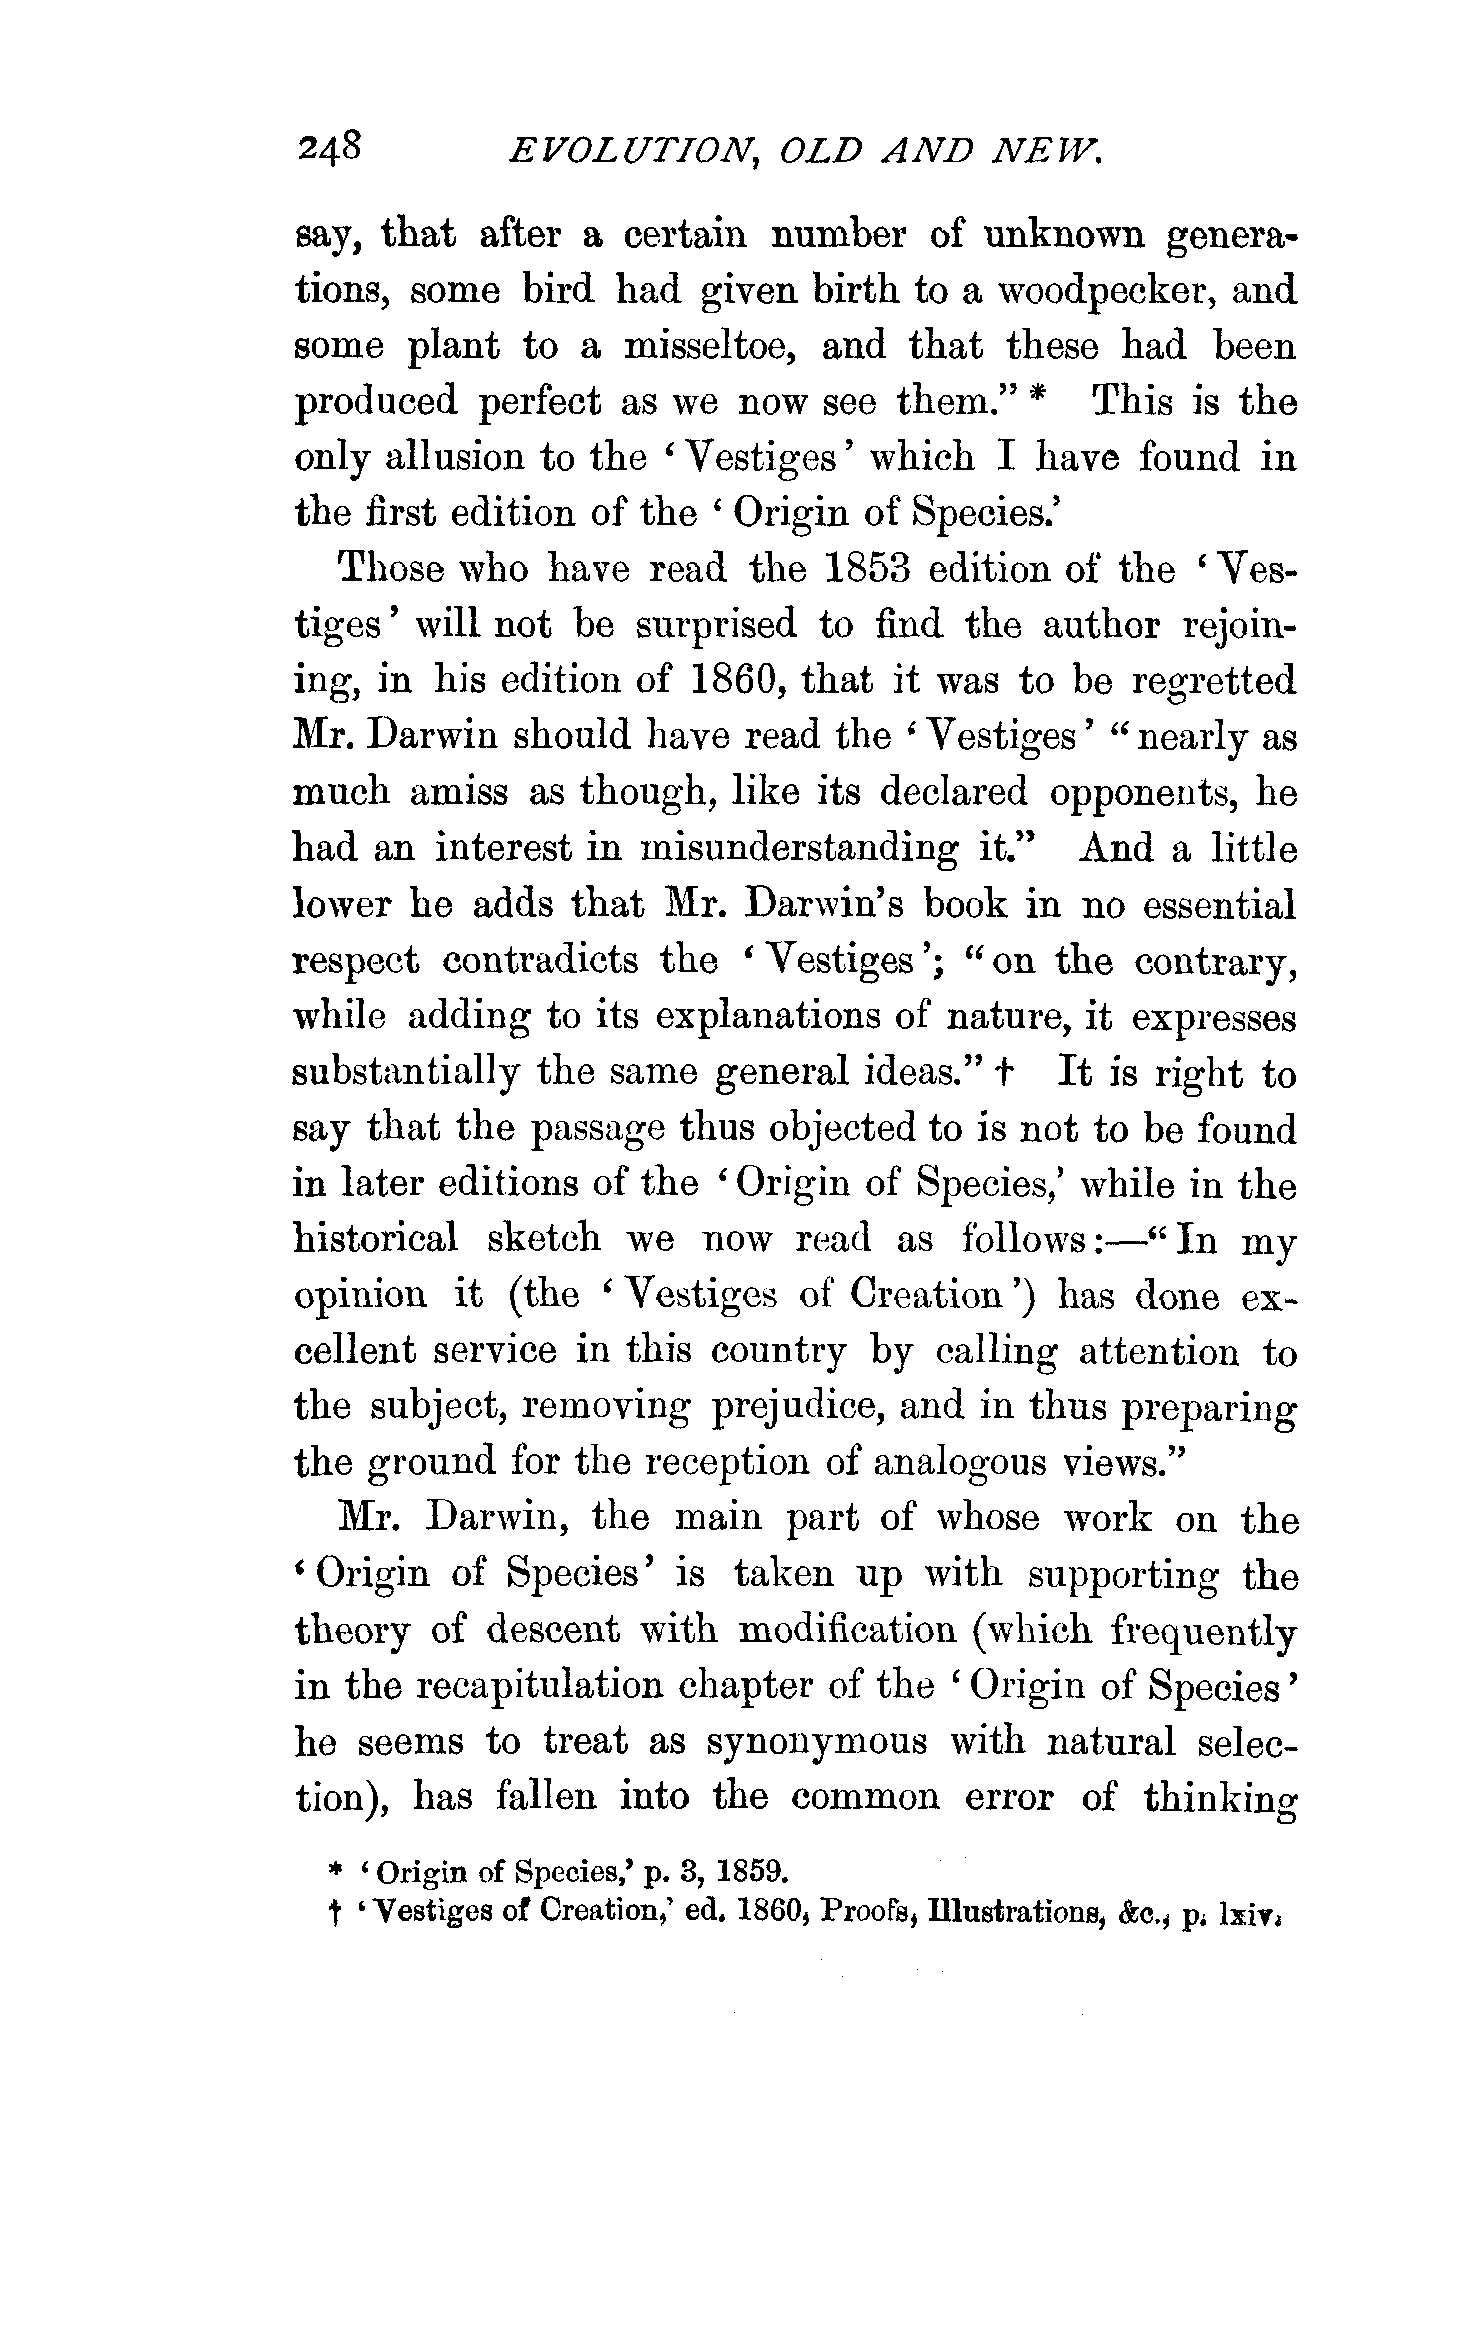 248 EVOLUTION, OLD AND NEW.
say, that after a certain number of unknown genera-
tions, some bird had given birth to a woodpecker, and
some plant to a misseltoe, and that these had been
produced perfect as we now see them." * This is the
only allusion to the ‘Vestiges’ which I have found in
the first edition of the ‘Origin of Species.’
Those who have read the 1853 edition of the ‘Ves-
tiges’ will not be surprised to find the author rejoin-
ing, in his edition of 1860, that it was to be regretted
Mr. Darwin should have read the ‘Vestiges’ “nearly as
much amiss as though, like its declared opponents, he
had an interest in misunderstanding it.” And a little
lower he adds that Mr. Darwin’s book in no essential
respect contradicts the ‘Vestiges’; “on the contrary,
while adding to its explanations of nature, it expresses
substantially the same general ideas.” † It is right to
say that the passage thus objected to is not to be found
in later editions of the ‘Origin of Species,’ while in the
historical sketch we now read as follows:—“In my
opinion it (the ‘Vestiges of Creation’) has done ex-
cellent service in this country by calling attention to
the subject, removing prejudice, and in thus preparing
the ground for the reception of analogous views.”
Mr. Darwin, the main part of whose work on the
‘Origin of Species’ is taken up with supporting the
theory of descent with modification (which frequently
in the recapitulation chapter of the ‘Origin of Species’
he seems to treat as synonymous with natural selec-
tion), has fallen into the common error of thinking
* ‘Origin of Species,’ p. 3, 1859.
† ‘Vestiges of Creation,’ ed. 1860, Proofs, Illustrations, &c., p. lxiv.